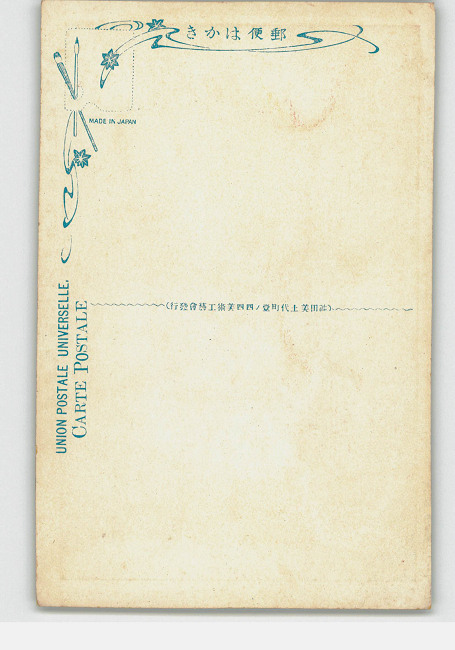 郵便はかき
MADE IN JAPAN
(神田美土代町壹ノ四四美術工藝會發行)
UNION POSTALE UNIVERSELLE.
CARTE POSTALE